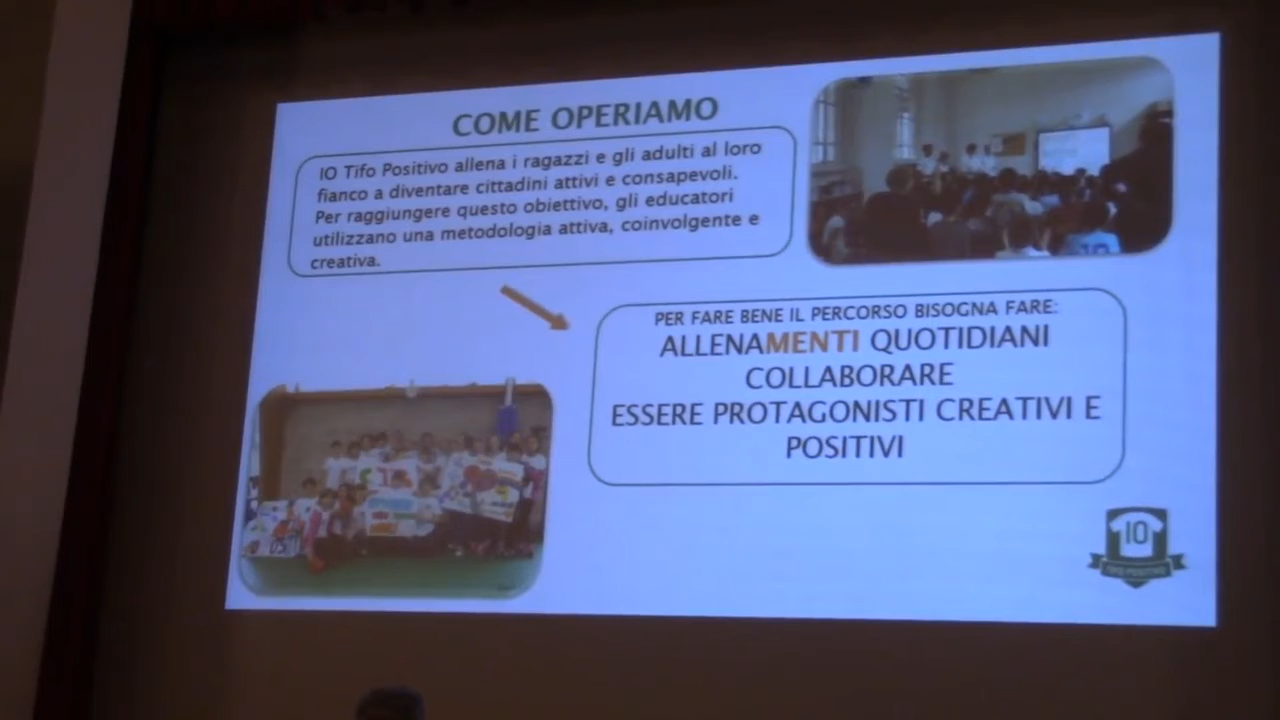 COME OPERIAMO
IO Tifo Positivo allena i ragazzi e gli adulti al loro
fianco a diventare cittadini attivi e consapevoli.
Per raggiungere questo obiettivo, gli educatori
utilizzano una metodologia attiva, coinvolgente e
creativa.
PER FARE BENE IL PERCORSO BISOGNA FARE:
ALLENAMENTI QUOTIDIANI
COLLABORARE
ESSERE PROTAGONISTI CREATIVI E
POSITIVI
IO
TIFO POSITIVO